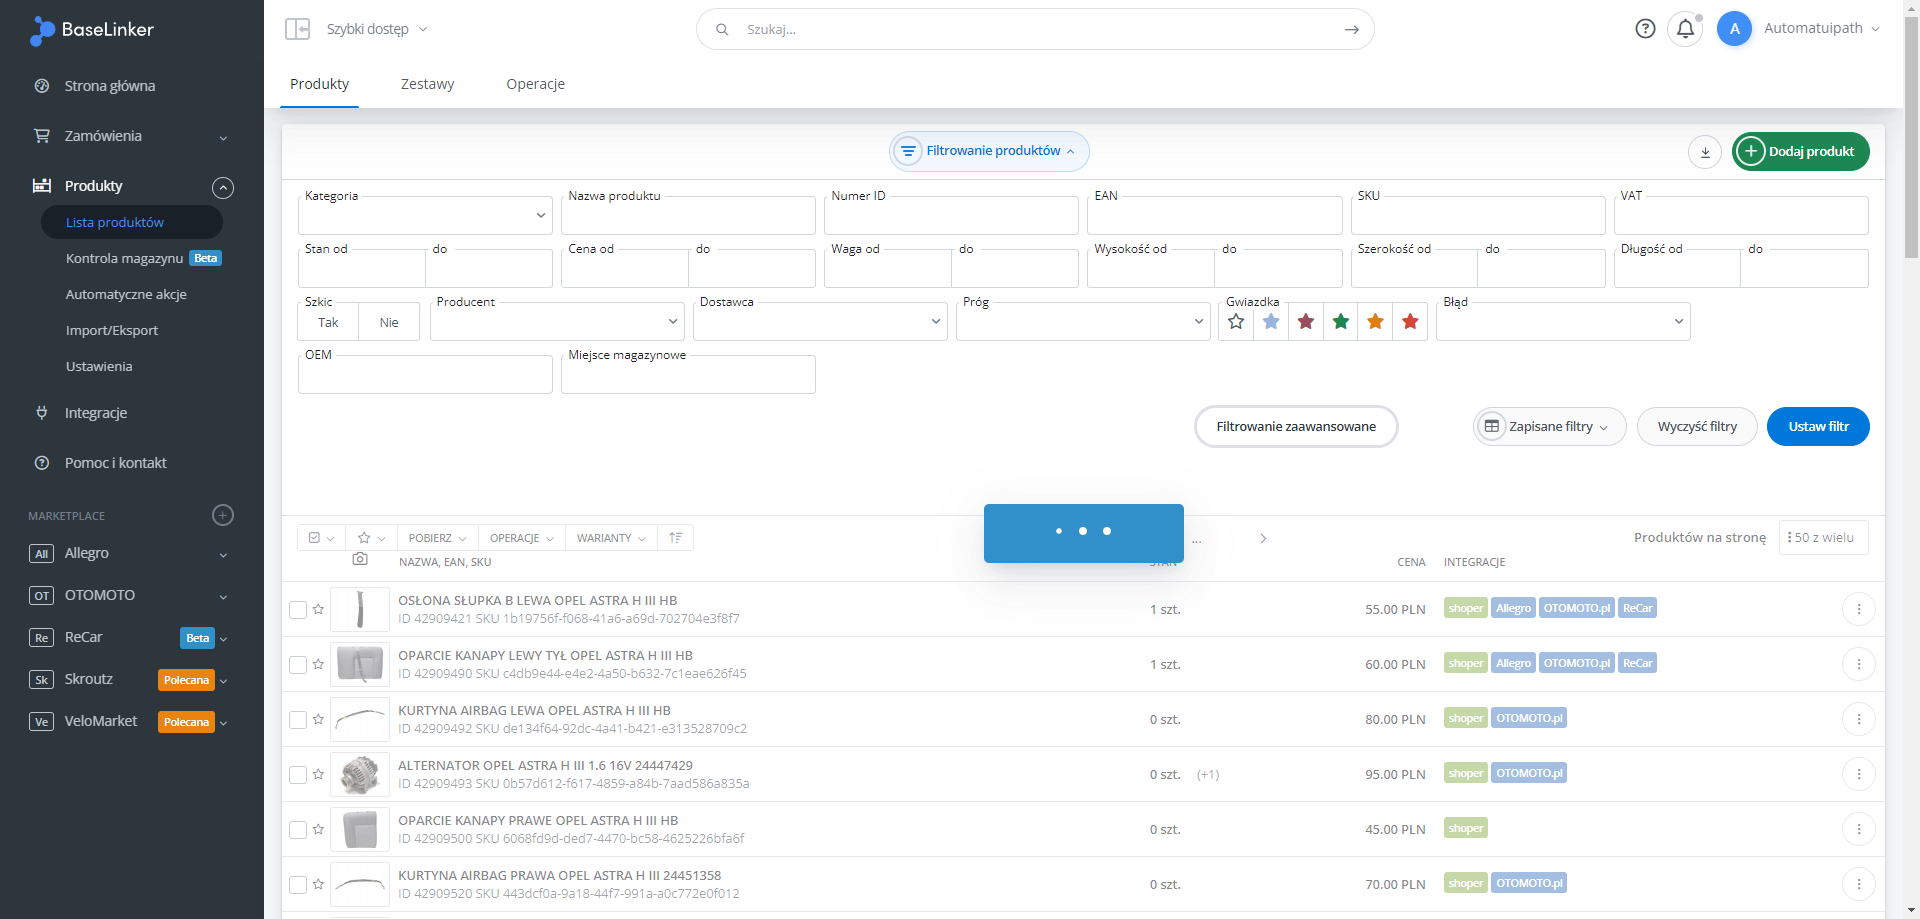 BaseLinker
Szybki dostęp
Szukaj...
A
Automatuipath
Strona główna
Zamówienia
Produkty
Lista produktów
Kontrola magazynu Beta
Automatyczne akcje
Import/Eksport
Ustawienia
Integracje
Pomoc i kontakt
MARKETPLACE
All Allegro
OT OTOMOTO
Re ReCar Beta
Sk Skroutz Polecana
Ve VeloMarket Polecana
Produkty Zestawy Operacje
Filtrowanie produktów
Dodaj produkt
Kategoria Nazwa produktu Numer ID EAN SKU VAT
Stan od do Cena od do Waga od do Wysokość od do Szerokość od do Długość od do
Szkic Producent Dostawca Próg Gwiazdka Błąd
Tak Nie
OEM Miejsce magazynowe
Filtrowanie zaawansowane Zapisane filtry Wyczyść filtry Ustaw filtr
POBIERZ OPERACJE WARIANTY ... Produktów na stronę 50 z wielu
NAZWA, EAN, SKU STAN CENA INTEGRACJE
OSŁONA SŁUPKA B LEWA OPEL ASTRA H III HB
ID 42909421 SKU 1b19756f-f068-41a6-a69d-702704e3f8f7
1 szt. 55.00 PLN shoper Allegro OTOMOTO.pl ReCar
OPARCIE KANAPY LEWY TYŁ OPEL ASTRA H III HB
ID 42909490 SKU c4db9e44-e4e2-4a50-b632-7c1eae626f45
1 szt. 60.00 PLN shoper Allegro OTOMOTO.pl ReCar
KURTYNA AIRBAG LEWA OPEL ASTRA H III HB
ID 42909492 SKU de134f64-92dc-4a41-b421-e313528709c2
0 szt. 80.00 PLN shoper OTOMOTO.pl
ALTERNATOR OPEL ASTRA H III 1.6 16V 24447429
ID 42909493 SKU 0b57d612-f617-4859-a84b-7aad586a835a
0 szt. (+1) 95.00 PLN shoper OTOMOTO.pl
OPARCIE KANAPY PRAWE OPEL ASTRA H III HB
ID 42909500 SKU 6068fd9d-ded7-4470-bc58-4625226bfa6f
0 szt. 45.00 PLN shoper
KURTYNA AIRBAG PRAWA OPEL ASTRA H III 24451358
ID 42909520 SKU 443dcf0a-9a18-44f7-991a-a0c772e0f012
0 szt. 70.00 PLN shoper OTOMOTO.pl